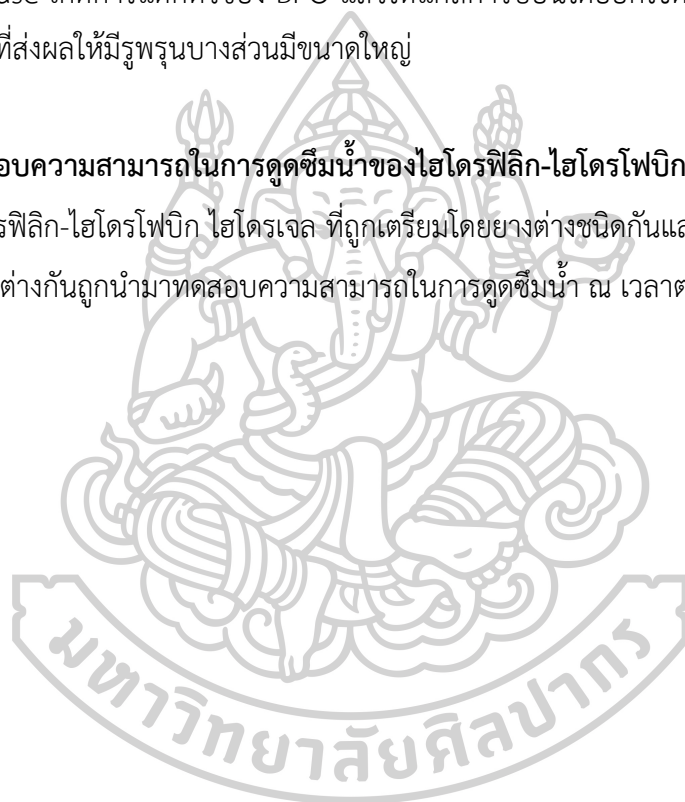 ที่ส่งผลให้มีรูพรุนบางส่วนมีขนาดใหญ่
อบความสามารถในการดูดซึมน้ำของไฮโดรฟิลิก-ไฮโดรโฟบิก
รฟิลิก-ไฮโดรโฟบิก ไฮโดรเจล ที่ถูกเตรียมโดยยางต่างชนิดกันแล
ต่างกันถูกนำมาทดสอบความสามารถในการดูดซึมน้ำ ณ เวลาต
มหาวิทยาลัยศิลปากร